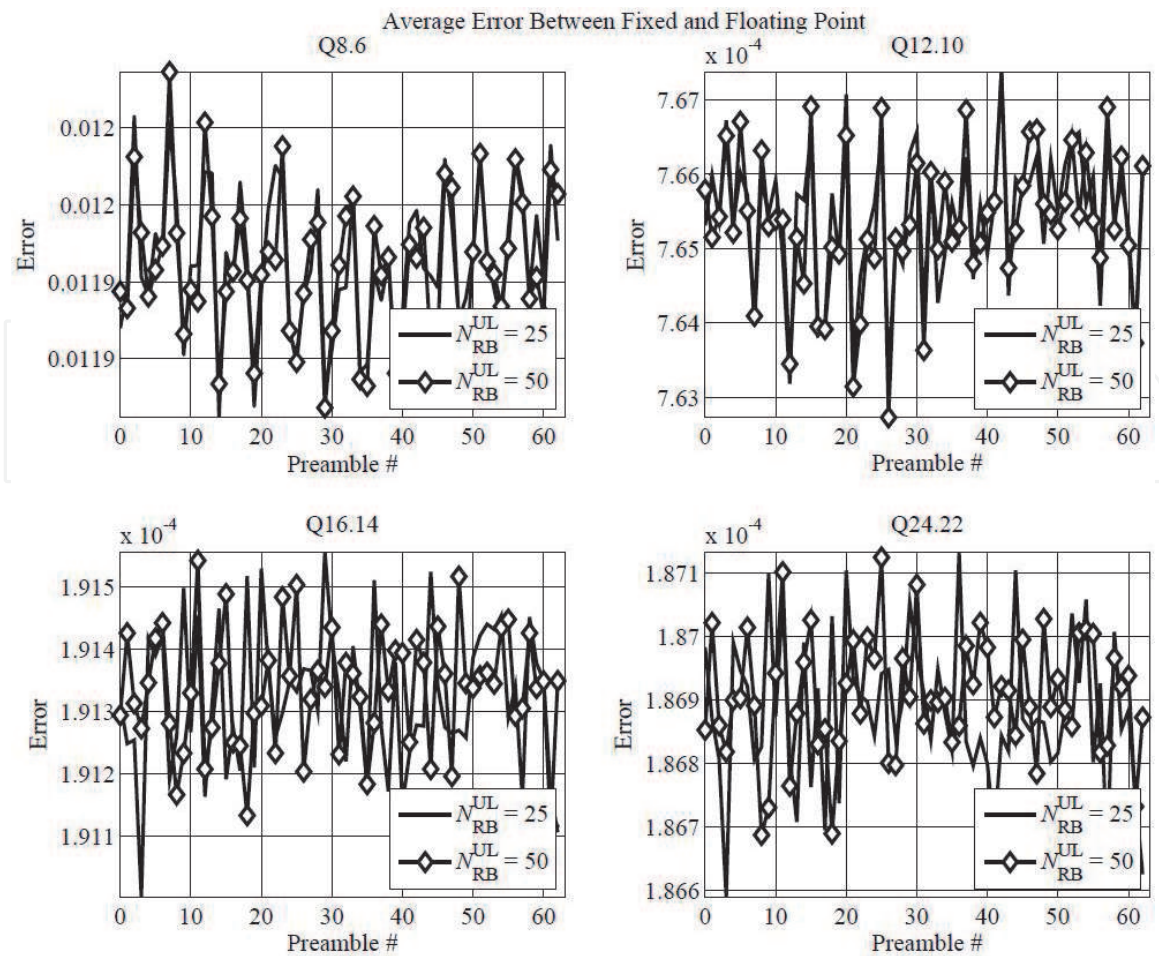 Average Error Between Fixed and Floating Point
Q8.6
0.012
0.012
0.0119
0.0119
Error
0 10 20 30 40 50 60
Preamble #
N_RB^UL = 25
N_RB^UL = 50
x 10^-4
Q12.10
7.67
7.66
7.65
7.64
7.63
Error
0 10 20 30 40 50 60
Preamble #
N_RB^UL = 25
N_RB^UL = 50
x 10^-4
Q16.14
1.915
1.914
1.913
1.912
1.911
Error
0 10 20 30 40 50 60
Preamble #
N_RB^UL = 25
N_RB^UL = 50
x 10^-4
Q24.22
1.871
1.87
1.869
1.868
1.867
1.866
Error
0 10 20 30 40 50 60
Preamble #
N_RB^UL = 25
N_RB^UL = 50